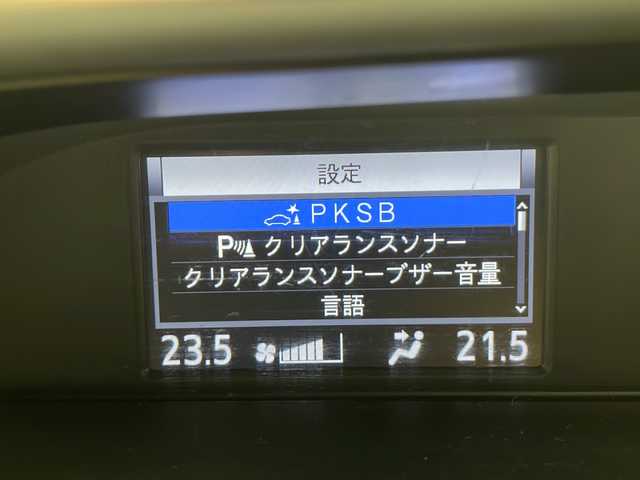 設定
PKSB
P クリアランスソナー
クリアランスソナーブザー音量
言語
23.5 21.5